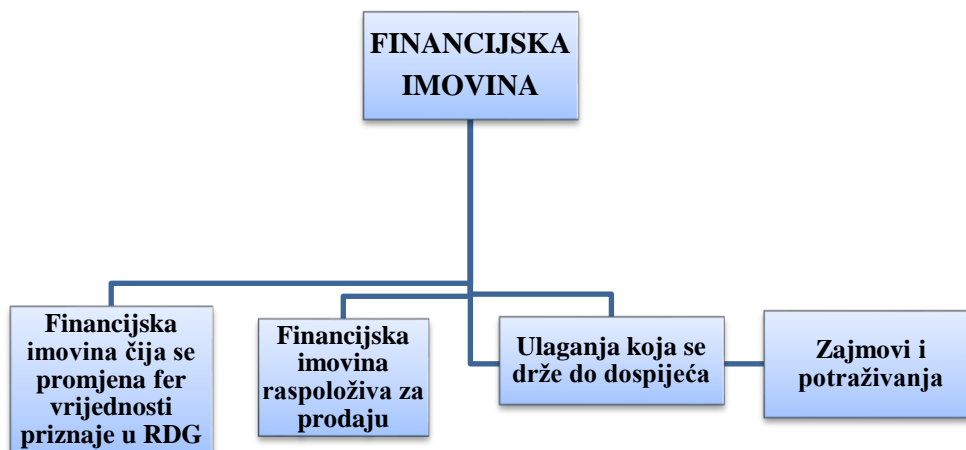 FINANCIJSKA
IMOVINA
Financijska
imovina čija se
promjena fer
vrijednosti
priznaje u RDG
Financijska
imovina
raspoloživa za
prodaju
Ulaganja koja se
drže do dospijeća
Zajmovi i
potraživanja